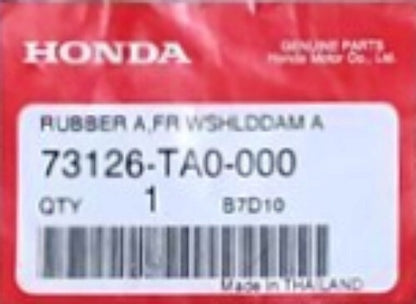 HONDA
GENUINE PARTS
Honda Motor Co., Ltd.
RUBBER A,FR WSHLDDAM A
73126-TA0-000
QTY 1 B7D10
Made in THAILAND